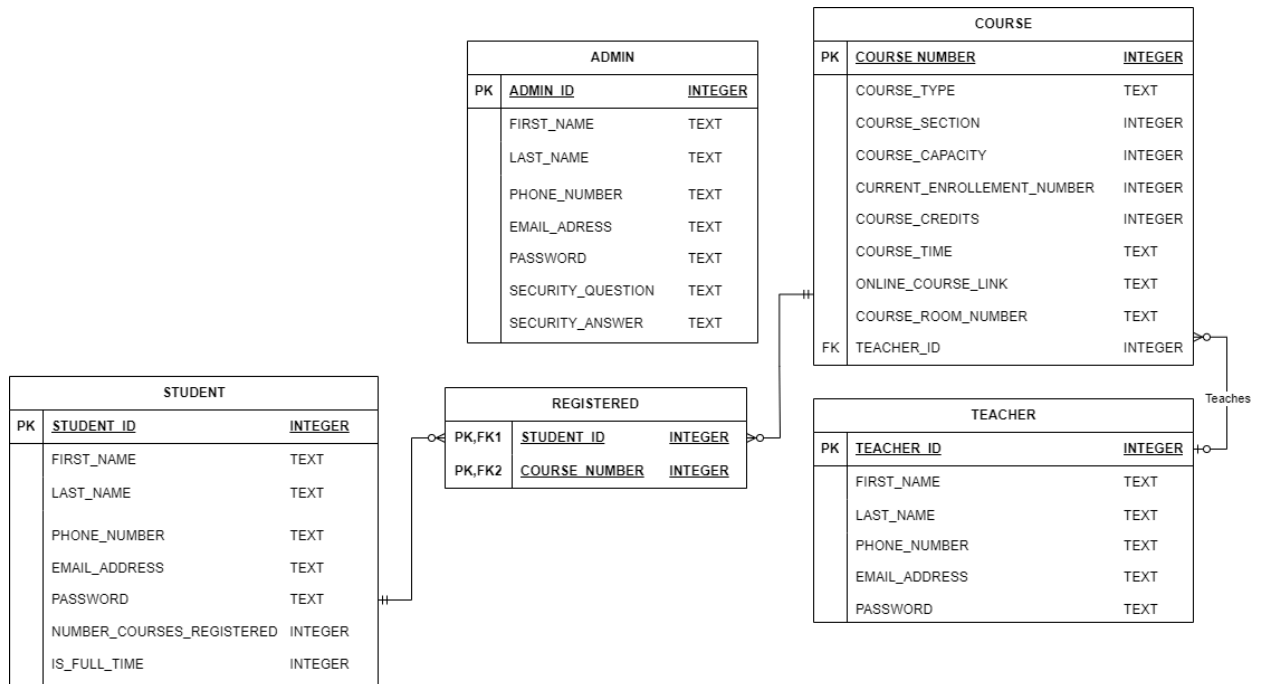 ADMIN
PK ADMIN_ID INTEGER
FIRST_NAME TEXT
LAST_NAME TEXT
PHONE_NUMBER TEXT
EMAIL_ADRESS TEXT
PASSWORD TEXT
SECURITY_QUESTION TEXT
SECURITY_ANSWER TEXT
COURSE
PK COURSE NUMBER INTEGER
COURSE_TYPE TEXT
COURSE_SECTION INTEGER
COURSE_CAPACITY INTEGER
CURRENT_ENROLLEMENT_NUMBER INTEGER
COURSE_CREDITS INTEGER
COURSE_TIME TEXT
ONLINE_COURSE_LINK TEXT
COURSE_ROOM_NUMBER TEXT
FK TEACHER_ID INTEGER
STUDENT
PK STUDENT_ID INTEGER
FIRST_NAME TEXT
LAST_NAME TEXT
PHONE_NUMBER TEXT
EMAIL_ADDRESS TEXT
PASSWORD TEXT
NUMBER_COURSES_REGISTERED INTEGER
IS_FULL_TIME INTEGER
REGISTERED
PK,FK1 STUDENT_ID INTEGER
PK,FK2 COURSE_NUMBER INTEGER
Teaches
TEACHER
PK TEACHER_ID INTEGER
FIRST_NAME TEXT
LAST_NAME TEXT
PHONE_NUMBER TEXT
EMAIL_ADDRESS TEXT
PASSWORD TEXT